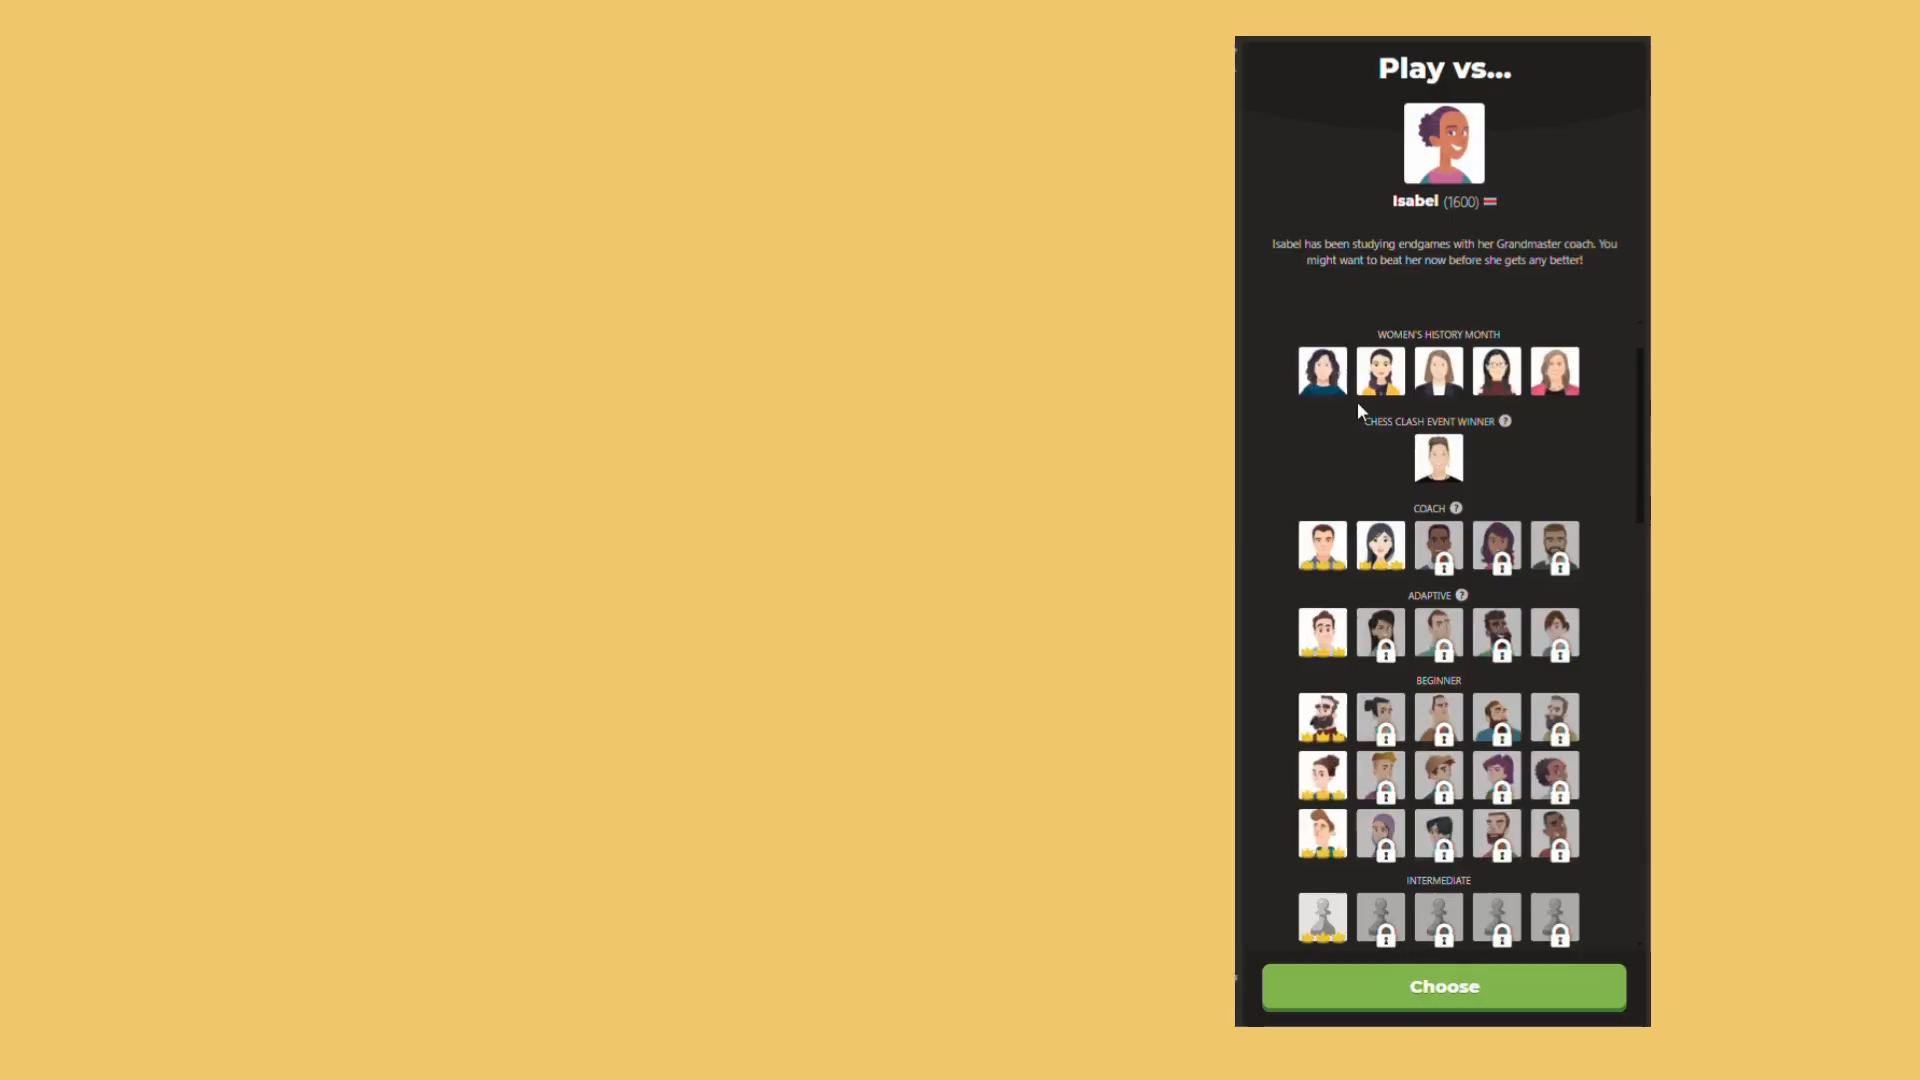 Play vs...
Isabel (1600)
Isabel has been studying endgames with her Grandmaster coach. You
might want to beat her now before she gets any better!
WOMEN'S HISTORY MONTH
CHESS CLASH EVENT WINNER ?
COACH ?
ADAPTIVE ?
BEGINNER
INTERMEDIATE
Choose